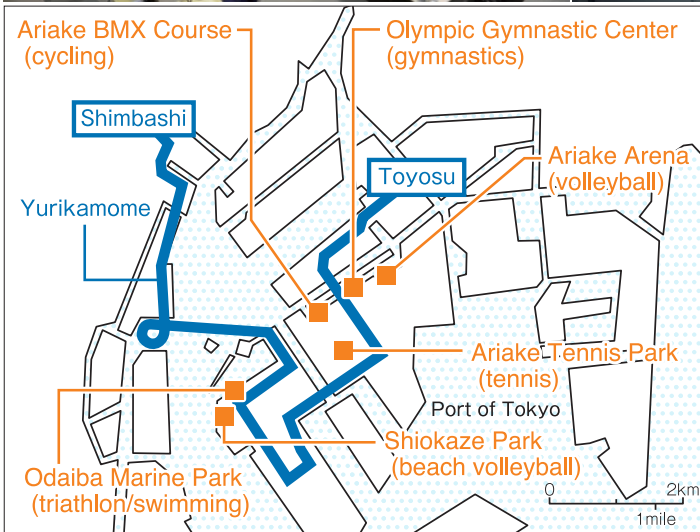 Ariake BMX Course
(cycling)
Olympic Gymnastic Center
(gymnastics)
Shimbashi
Toyosu
Ariake Arena
(volleyball)
Yurikamome
Ariake Tennis Park
(tennis)
Port of Tokyo
Shiokaze Park
(beach volleyball)
Odaiba Marine Park
(triathlon/swimming)
0
2km
1mile